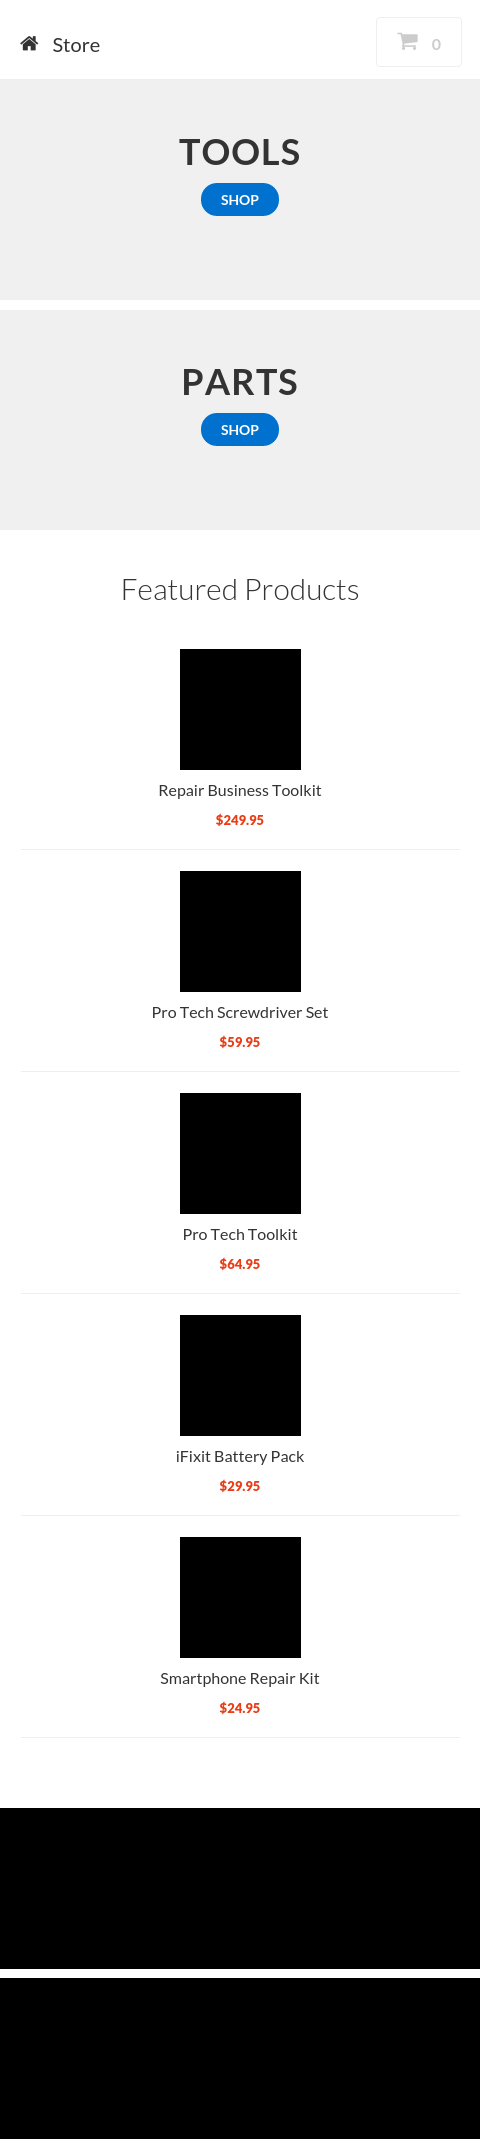 Store
0
TOOLS
SHOP
PARTS
SHOP
Featured Products
Repair Business Toolkit
$249.95
Pro Tech Screwdriver Set
$59.95
Pro Tech Toolkit
$64.95
iFixit Battery Pack
$29.95
Smartphone Repair Kit
$24.95